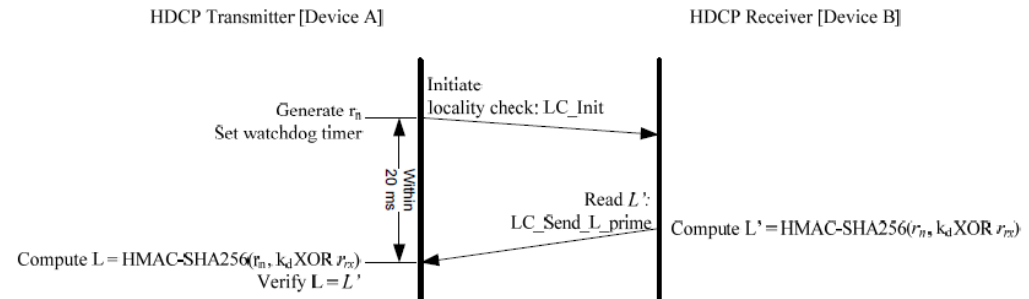 HDCP Transmitter [Device A]
HDCP Receiver [Device B]
Initiate
locality check: LC_Init
Generate rn
Set watchdog timer
Within
20 ms
Read L':
LC_Send_L_prime
Compute L' = HMAC-SHA256(rn, kd XOR rrx)
Compute L = HMAC-SHA256(rn, kd XOR rrx)
Verify L = L'